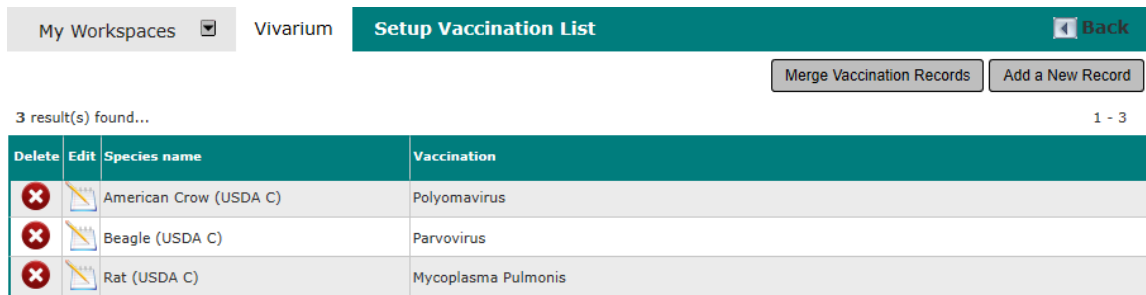 My Workspaces Vivarium Setup Vaccination List Back
Merge Vaccination Records Add a New Record
3 result(s) found... 1 - 3
Delete Edit Species name Vaccination
American Crow (USDA C) Polyomavirus
Beagle (USDA C) Parvovirus
Rat (USDA C) Mycoplasma Pulmonis